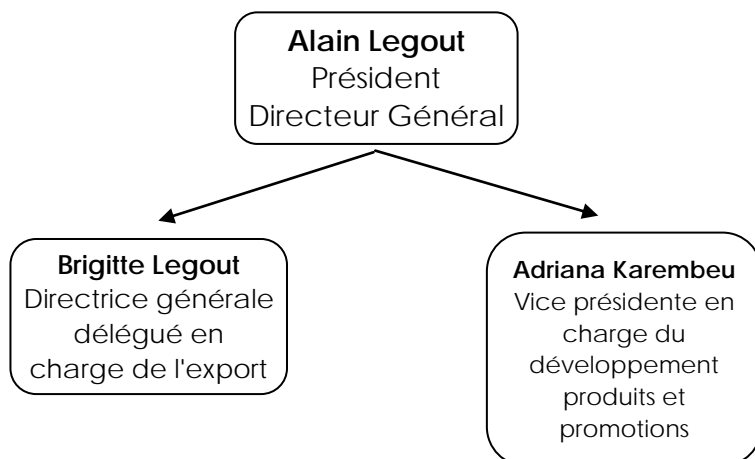 Alain Legout
Président
Directeur Général
Brigitte Legout
Directrice générale
délégué en
charge de l'export
Adriana Karembeu
Vice présidente en
charge du
développement
produits et
promotions